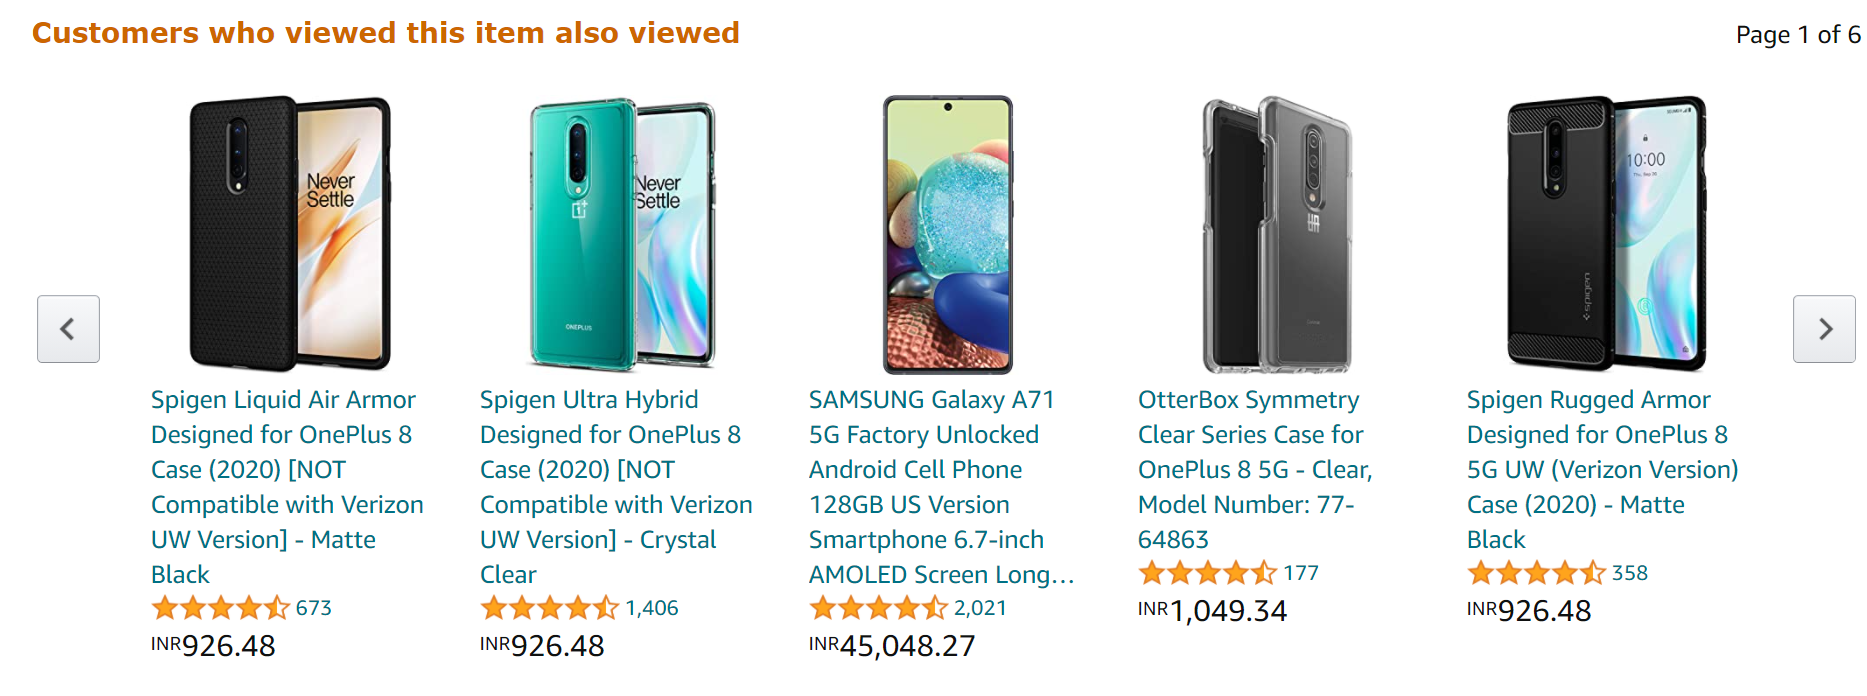 Customers who viewed this item also viewed
Page 1 of 6
Never
Settle
Never
Settle
ONEPLUS
10:00
spigen
Spigen Liquid Air Armor
Designed for OnePlus 8
Case (2020) [NOT
Compatible with Verizon
UW Version] - Matte
Black
673
INR926.48
Spigen Ultra Hybrid
Designed for OnePlus 8
Case (2020) [NOT
Compatible with Verizon
UW Version] - Crystal
Clear
1,406
INR926.48
SAMSUNG Galaxy A71
5G Factory Unlocked
Android Cell Phone
128GB US Version
Smartphone 6.7-inch
AMOLED Screen Long...
2,021
INR45,048.27
OtterBox Symmetry
Clear Series Case for
OnePlus 8 5G - Clear,
Model Number: 77-
64863
177
INR1,049.34
Spigen Rugged Armor
Designed for OnePlus 8
5G UW (Verizon Version)
Case (2020) - Matte
Black
358
INR926.48